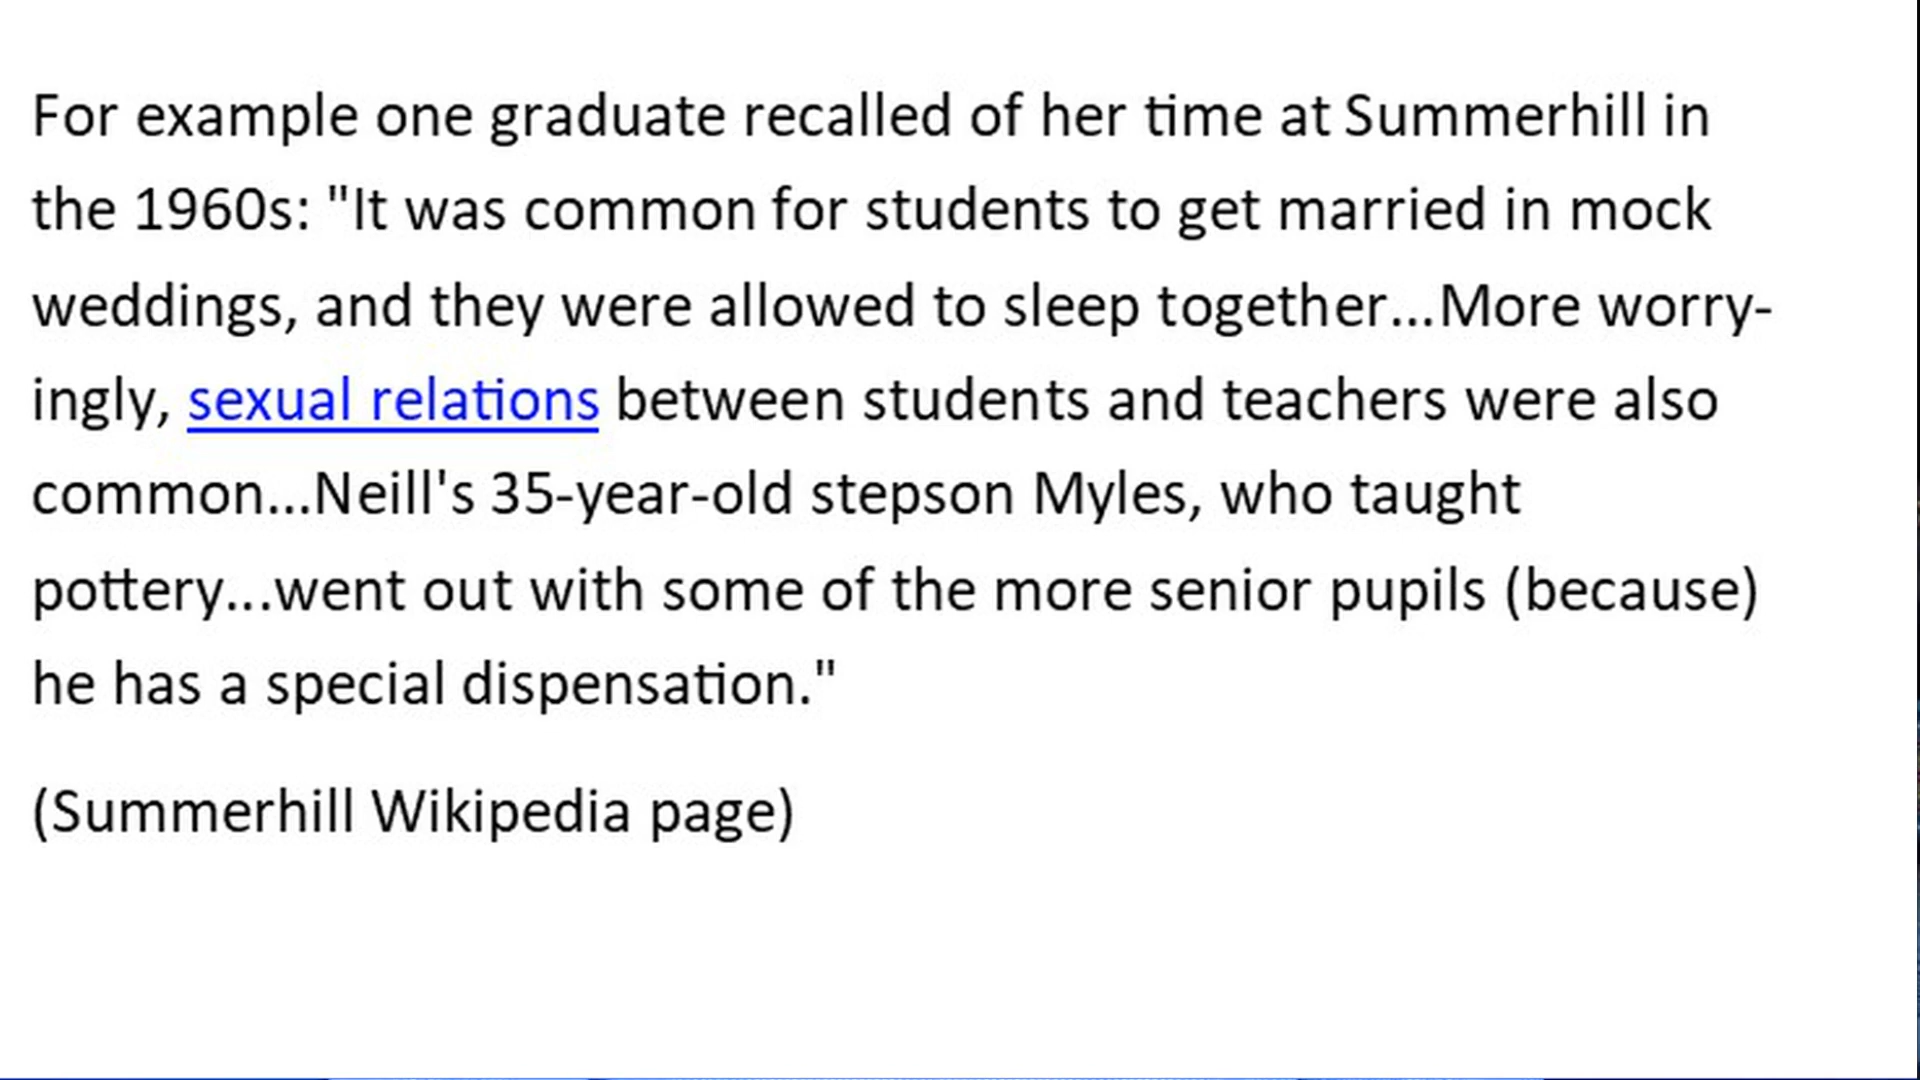 For example one graduate recalled of her time at Summerhill in
the 1960s: "It was common for students to get married in mock
weddings, and they were allowed to sleep together...More worry-
ingly, sexual relations between students and teachers were also
common...Neill's 35-year-old stepson Myles, who taught
pottery...went out with some of the more senior pupils (because)
he has a special dispensation."
(Summerhill Wikipedia page)